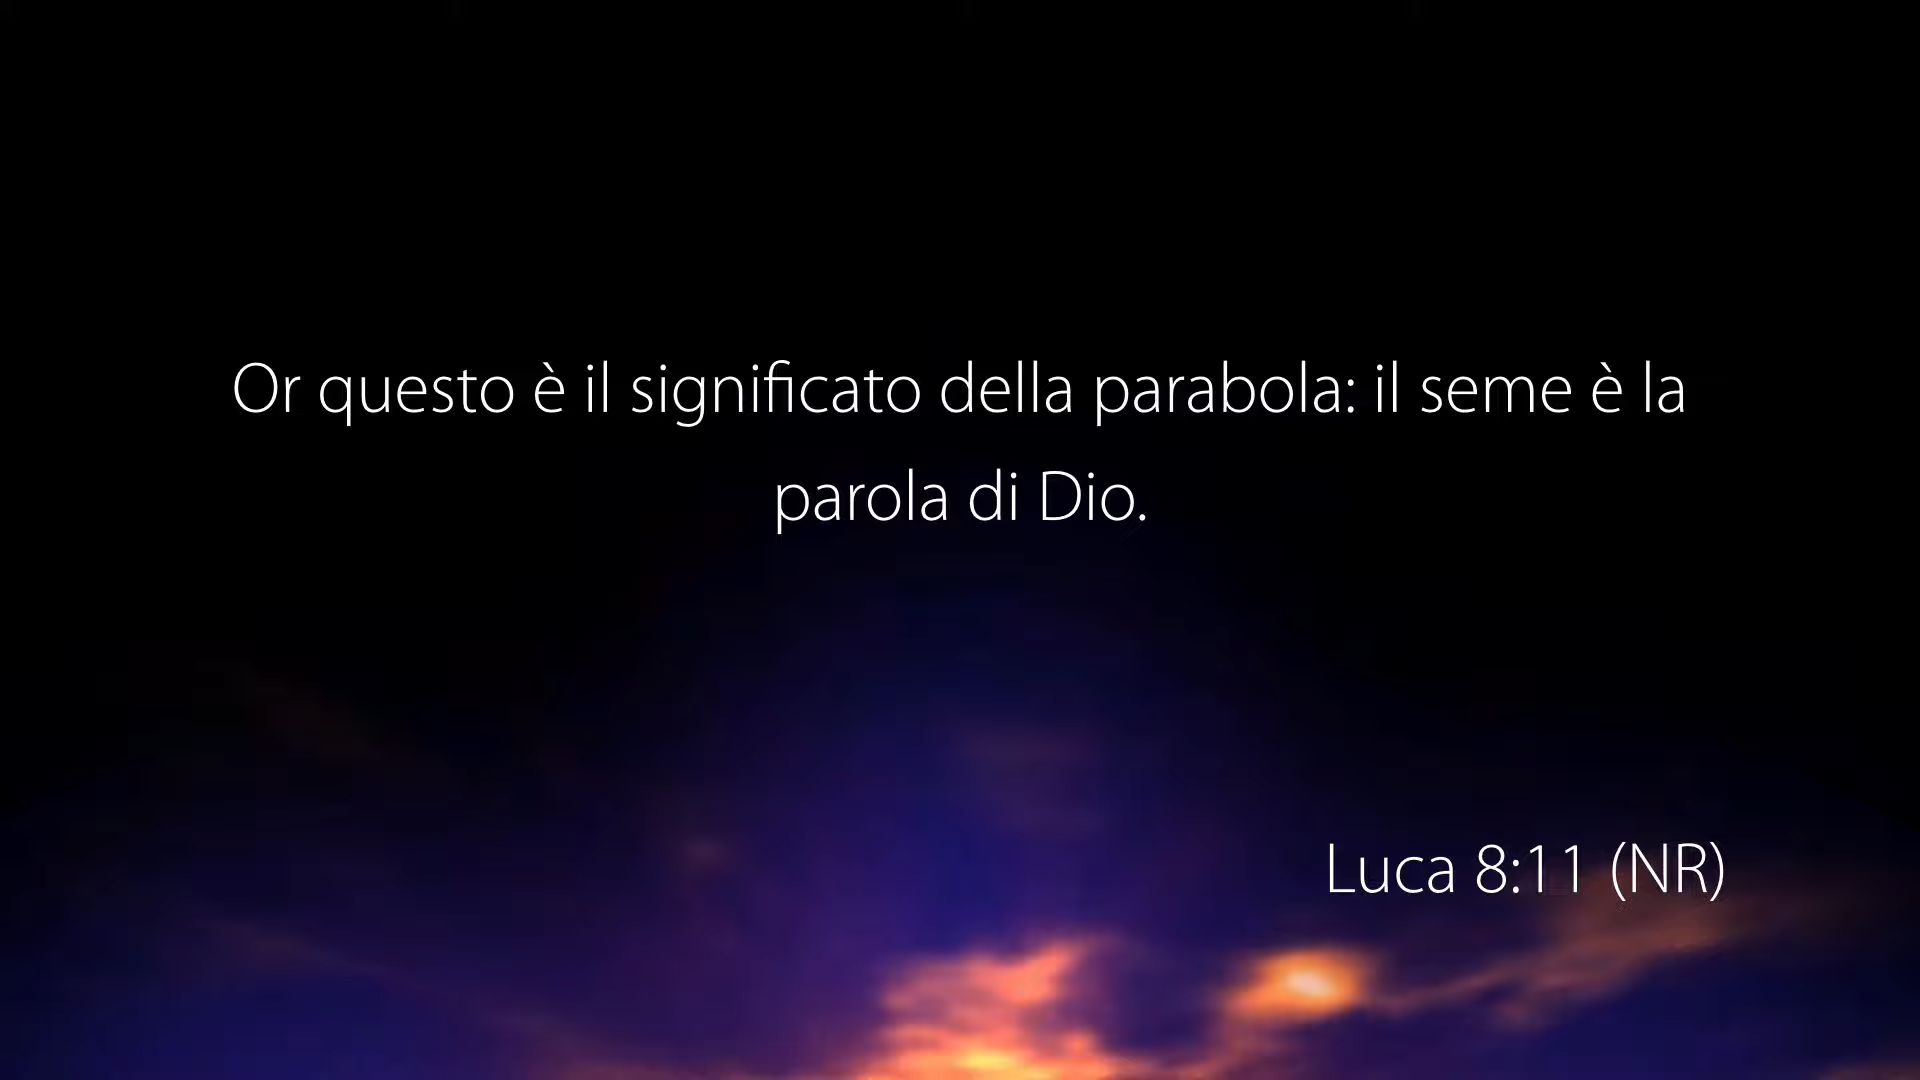 Or questo è il significato della parabola: il seme è la
parola di Dio.
Luca 8:11 (NR)